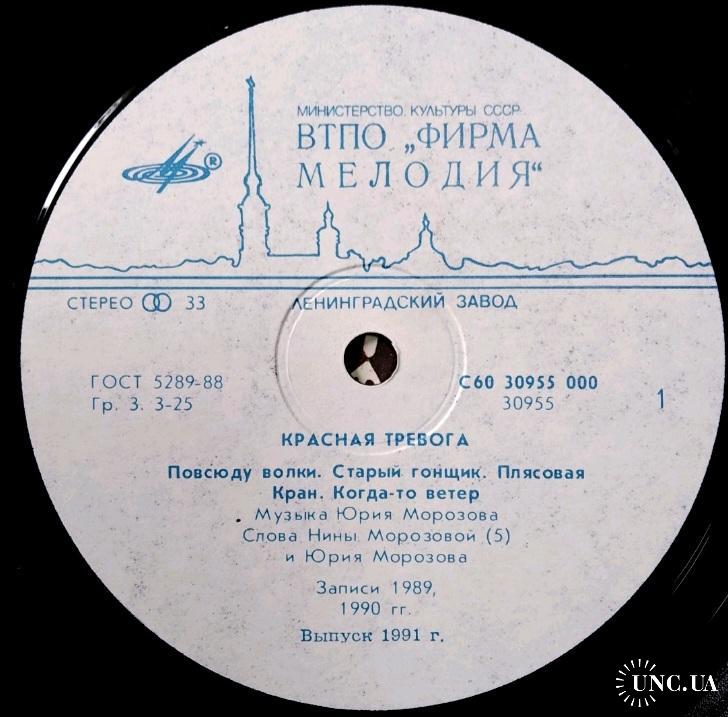 МИНИСТЕРСТВО КУЛЬТУРЫ СССР
ВТПО „ФИРМА
МЕЛОДИЯ“
®
СТЕРЕО 33
ЛЕНИНГРАДСКИЙ ЗАВОД
ГОСТ 5289-88
Гр. 3. 3-25
С60 30955 000
30955
1
КРАСНАЯ ТРЕВОГА
Повсюду волки. Старый гонщик. Плясовая
Кран. Когда-то ветер
Музыка Юрия Морозова
Слова Нины Морозовой (5)
и Юрия Морозова
Записи 1989,
1990 гг.
Выпуск 1991 г.
UNC.UA